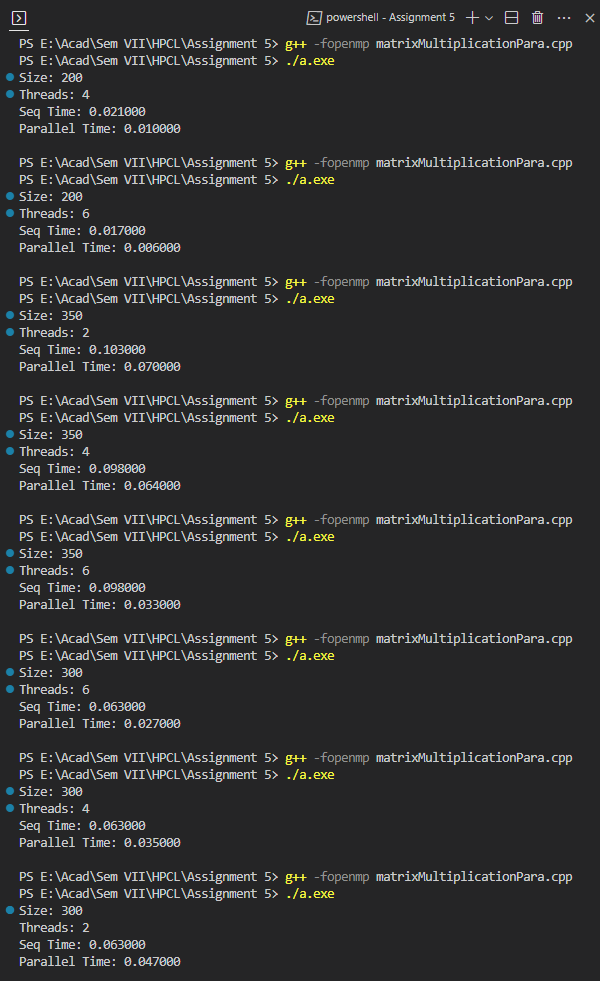 powershell - Assignment 5
PS E:\Acad\Sem VII\HPCL\Assignment 5> g++ -fopenmp matrixMultiplicationPara.cpp
PS E:\Acad\Sem VII\HPCL\Assignment 5> ./a.exe
Size: 200
Threads: 4
Seq Time: 0.021000
Parallel Time: 0.010000
PS E:\Acad\Sem VII\HPCL\Assignment 5> g++ -fopenmp matrixMultiplicationPara.cpp
PS E:\Acad\Sem VII\HPCL\Assignment 5> ./a.exe
Size: 200
Threads: 6
Seq Time: 0.017000
Parallel Time: 0.006000
PS E:\Acad\Sem VII\HPCL\Assignment 5> g++ -fopenmp matrixMultiplicationPara.cpp
PS E:\Acad\Sem VII\HPCL\Assignment 5> ./a.exe
Size: 350
Threads: 2
Seq Time: 0.103000
Parallel Time: 0.070000
PS E:\Acad\Sem VII\HPCL\Assignment 5> g++ -fopenmp matrixMultiplicationPara.cpp
PS E:\Acad\Sem VII\HPCL\Assignment 5> ./a.exe
Size: 350
Threads: 4
Seq Time: 0.098000
Parallel Time: 0.064000
PS E:\Acad\Sem VII\HPCL\Assignment 5> g++ -fopenmp matrixMultiplicationPara.cpp
PS E:\Acad\Sem VII\HPCL\Assignment 5> ./a.exe
Size: 350
Threads: 6
Seq Time: 0.098000
Parallel Time: 0.033000
PS E:\Acad\Sem VII\HPCL\Assignment 5> g++ -fopenmp matrixMultiplicationPara.cpp
PS E:\Acad\Sem VII\HPCL\Assignment 5> ./a.exe
Size: 300
Threads: 6
Seq Time: 0.063000
Parallel Time: 0.027000
PS E:\Acad\Sem VII\HPCL\Assignment 5> g++ -fopenmp matrixMultiplicationPara.cpp
PS E:\Acad\Sem VII\HPCL\Assignment 5> ./a.exe
Size: 300
Threads: 4
Seq Time: 0.063000
Parallel Time: 0.035000
PS E:\Acad\Sem VII\HPCL\Assignment 5> g++ -fopenmp matrixMultiplicationPara.cpp
PS E:\Acad\Sem VII\HPCL\Assignment 5> ./a.exe
Size: 300
Threads: 2
Seq Time: 0.063000
Parallel Time: 0.047000